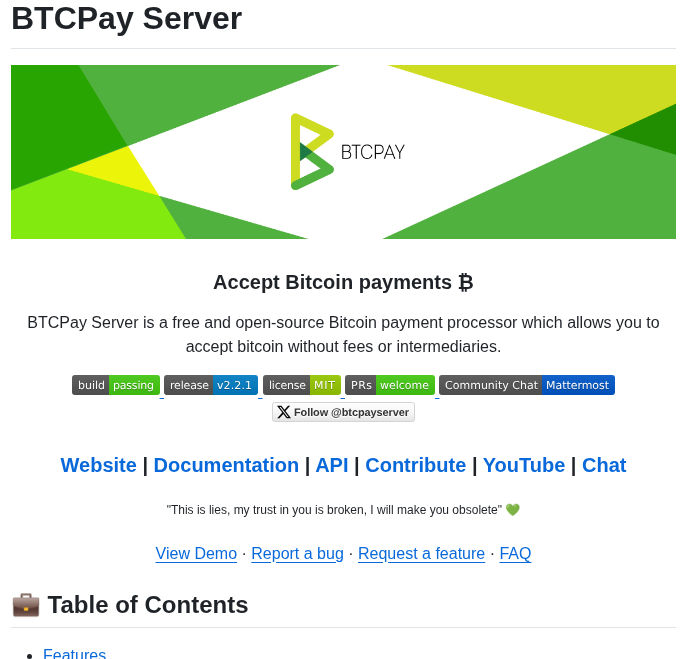 BTCPay Server
BTCPAY
Accept Bitcoin payments ₿
BTCPay Server is a free and open-source Bitcoin payment processor which allows you to
accept bitcoin without fees or intermediaries.
build passing release v2.2.1 license MIT PRs welcome Community Chat Mattermost
Follow @btcpayserver
Website | Documentation | API | Contribute | YouTube | Chat
"This is lies, my trust in you is broken, I will make you obsolete" 💚
View Demo · Report a bug · Request a feature · FAQ
💼 Table of Contents
• Features